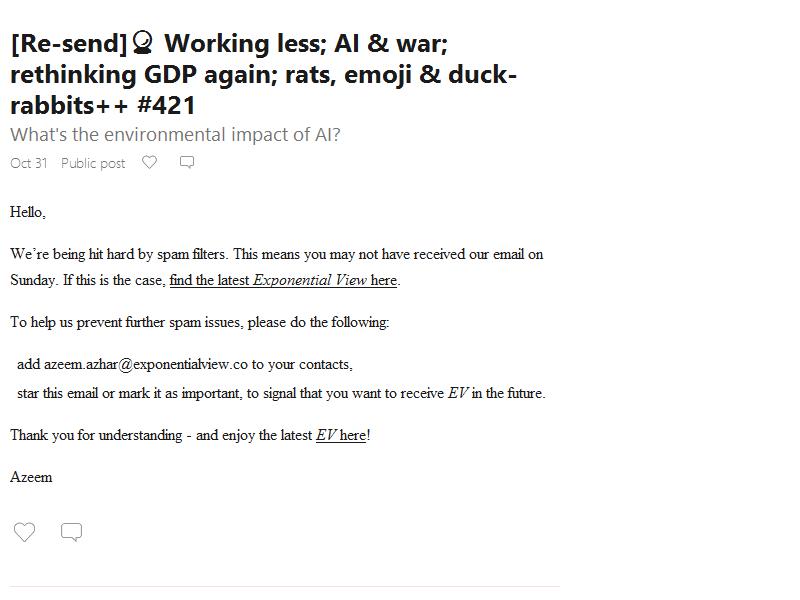 [Re-send]🔮 Working less; AI & war;
rethinking GDP again; rats, emoji & duck-
rabbits++ #421
What's the environmental impact of AI?
Oct 31 Public post
Hello,
We’re being hit hard by spam filters. This means you may not have received our email on
Sunday. If this is the case, find the latest Exponential View here.
To help us prevent further spam issues, please do the following:
add azeem.azhar@exponentialview.co to your contacts,
star this email or mark it as important, to signal that you want to receive EV in the future.
Thank you for understanding - and enjoy the latest EV here!
Azeem